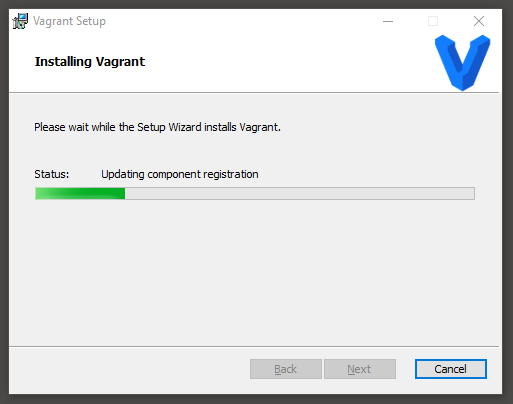 Vagrant Setup
Installing Vagrant
Please wait while the Setup Wizard installs Vagrant.
Status: Updating component registration
Back Next Cancel